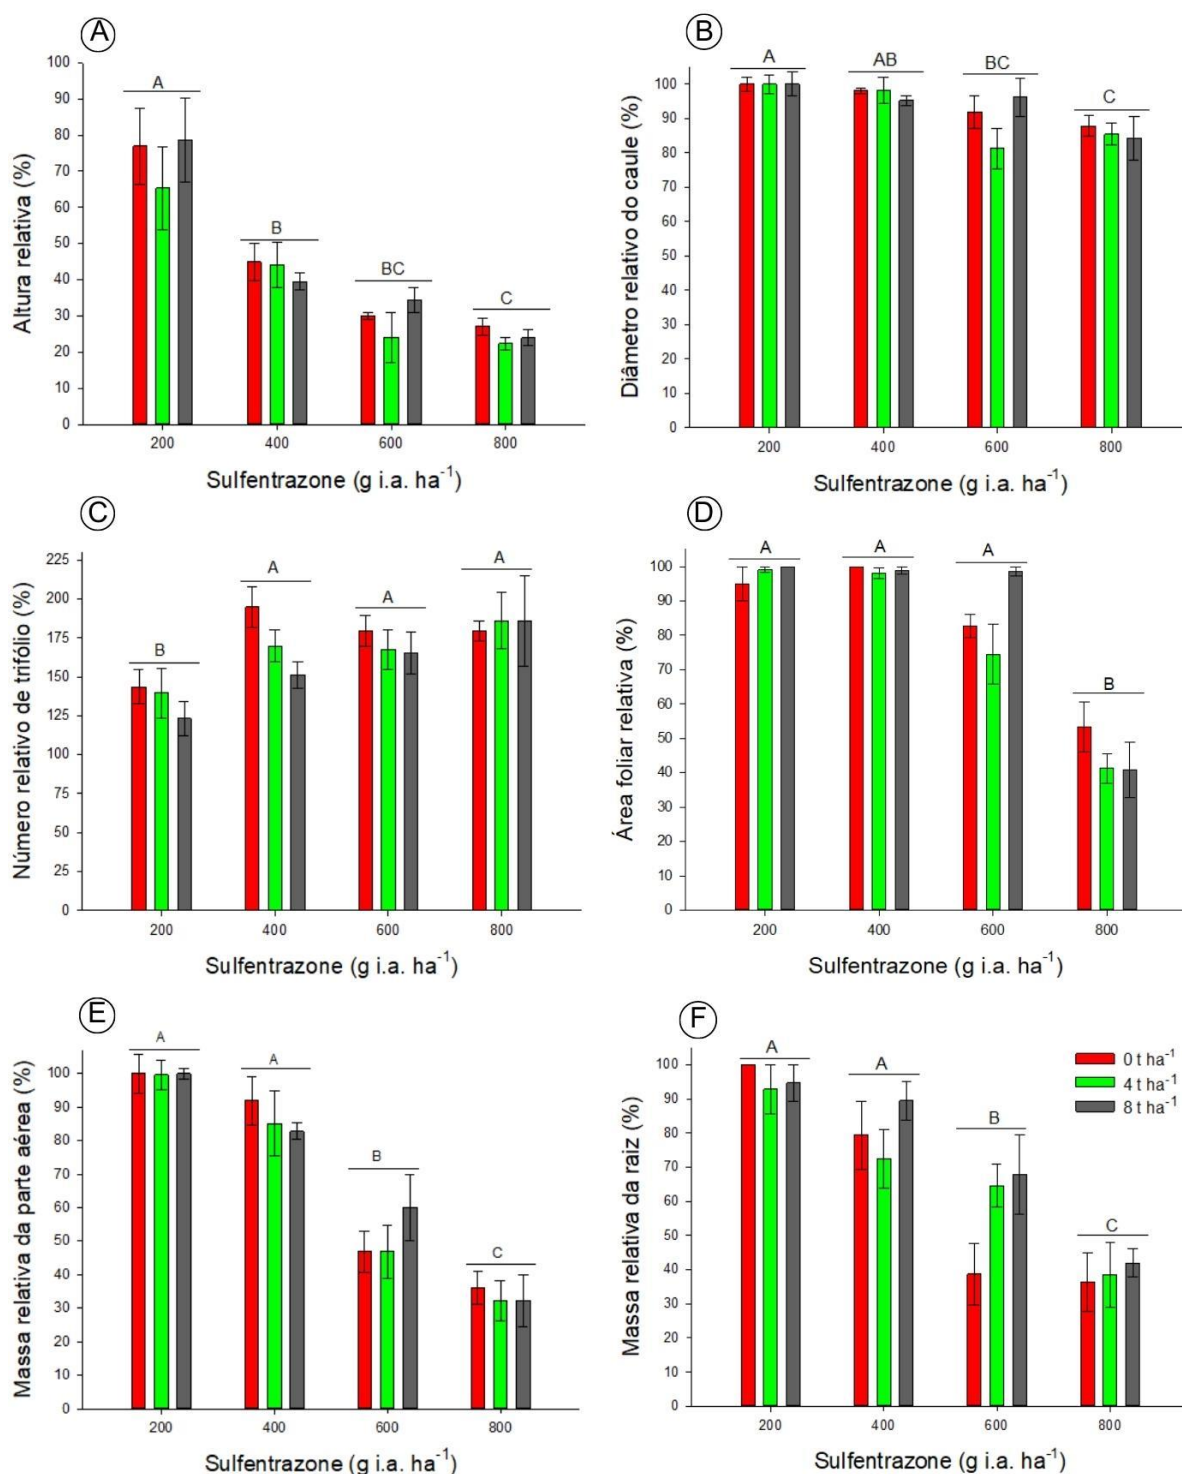 A
Altura relativa (%)
100
90
80
70
60
50
40
30
20
10
0
A
B
BC
C
200 400 600 800
Sulfentrazone (g i.a. ha⁻¹)
B
Diâmetro relativo do caule (%)
100
90
80
70
60
50
40
30
20
10
0
A
AB
BC
C
200 400 600 800
Sulfentrazone (g i.a. ha⁻¹)
C
Número relativo de trifólio (%)
225
200
175
150
125
100
75
50
25
0
B
A
A
A
200 400 600 800
Sulfentrazone (g i.a. ha⁻¹)
D
Área foliar relativa (%)
100
90
80
70
60
50
40
30
20
10
0
A
A
A
B
200 400 600 800
Sulfentrazone (g i.a. ha⁻¹)
E
Massa relativa da parte aérea (%)
100
90
80
70
60
50
40
30
20
10
0
A
A
B
C
200 400 600 800
Sulfentrazone (g i.a. ha⁻¹)
F
Massa relativa da raiz (%)
100
90
80
70
60
50
40
30
20
10
0
A
A
B
C
0 t ha⁻¹
4 t ha⁻¹
8 t ha⁻¹
200 400 600 800
Sulfentrazone (g i.a. ha⁻¹)